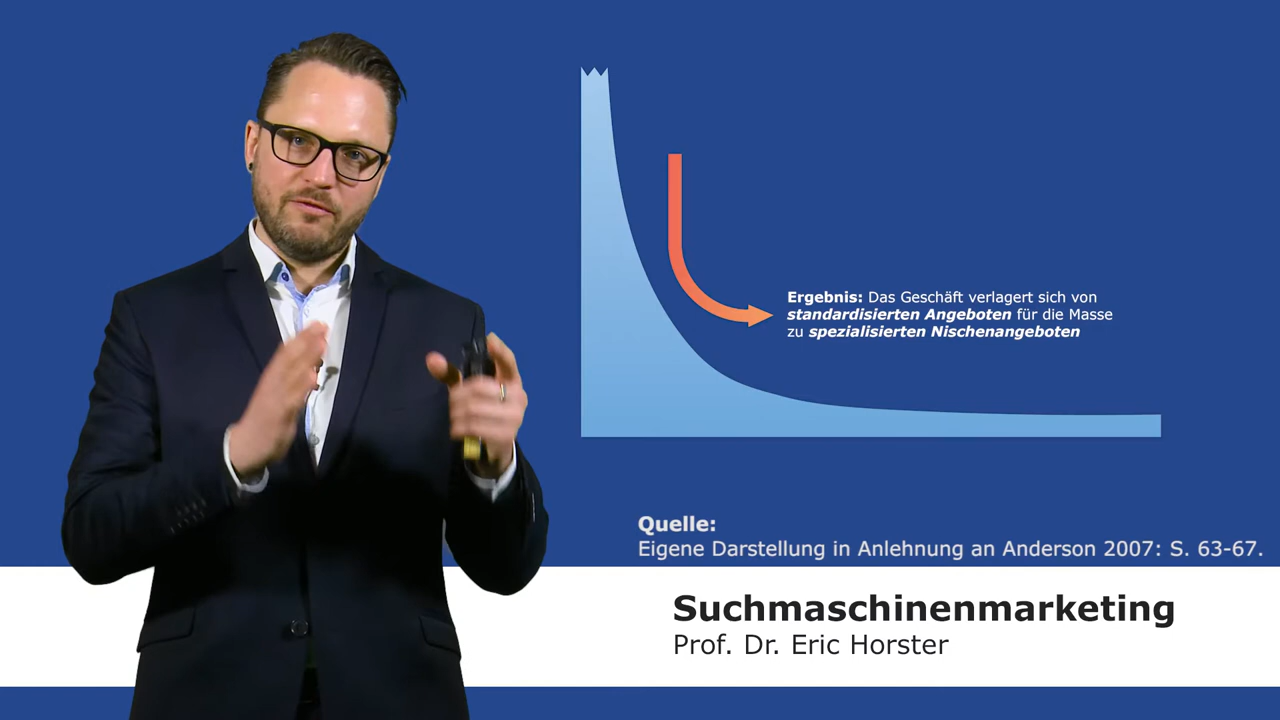 Ergebnis: Das Geschäft verlagert sich von
standardisierten Angeboten für die Masse
zu spezialisierten Nischenangeboten
Quelle:
Eigene Darstellung in Anlehnung an Anderson 2007: S. 63-67.
Suchmaschinenmarketing
Prof. Dr. Eric Horster